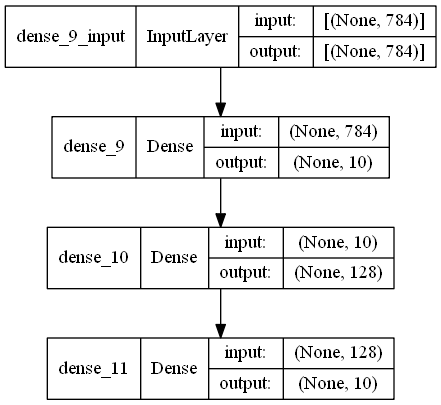 dense_9_input InputLayer input: [(None, 784)]
output: [(None, 784)]
dense_9 Dense input: (None, 784)
output: (None, 10)
dense_10 Dense input: (None, 10)
output: (None, 128)
dense_11 Dense input: (None, 128)
output: (None, 10)